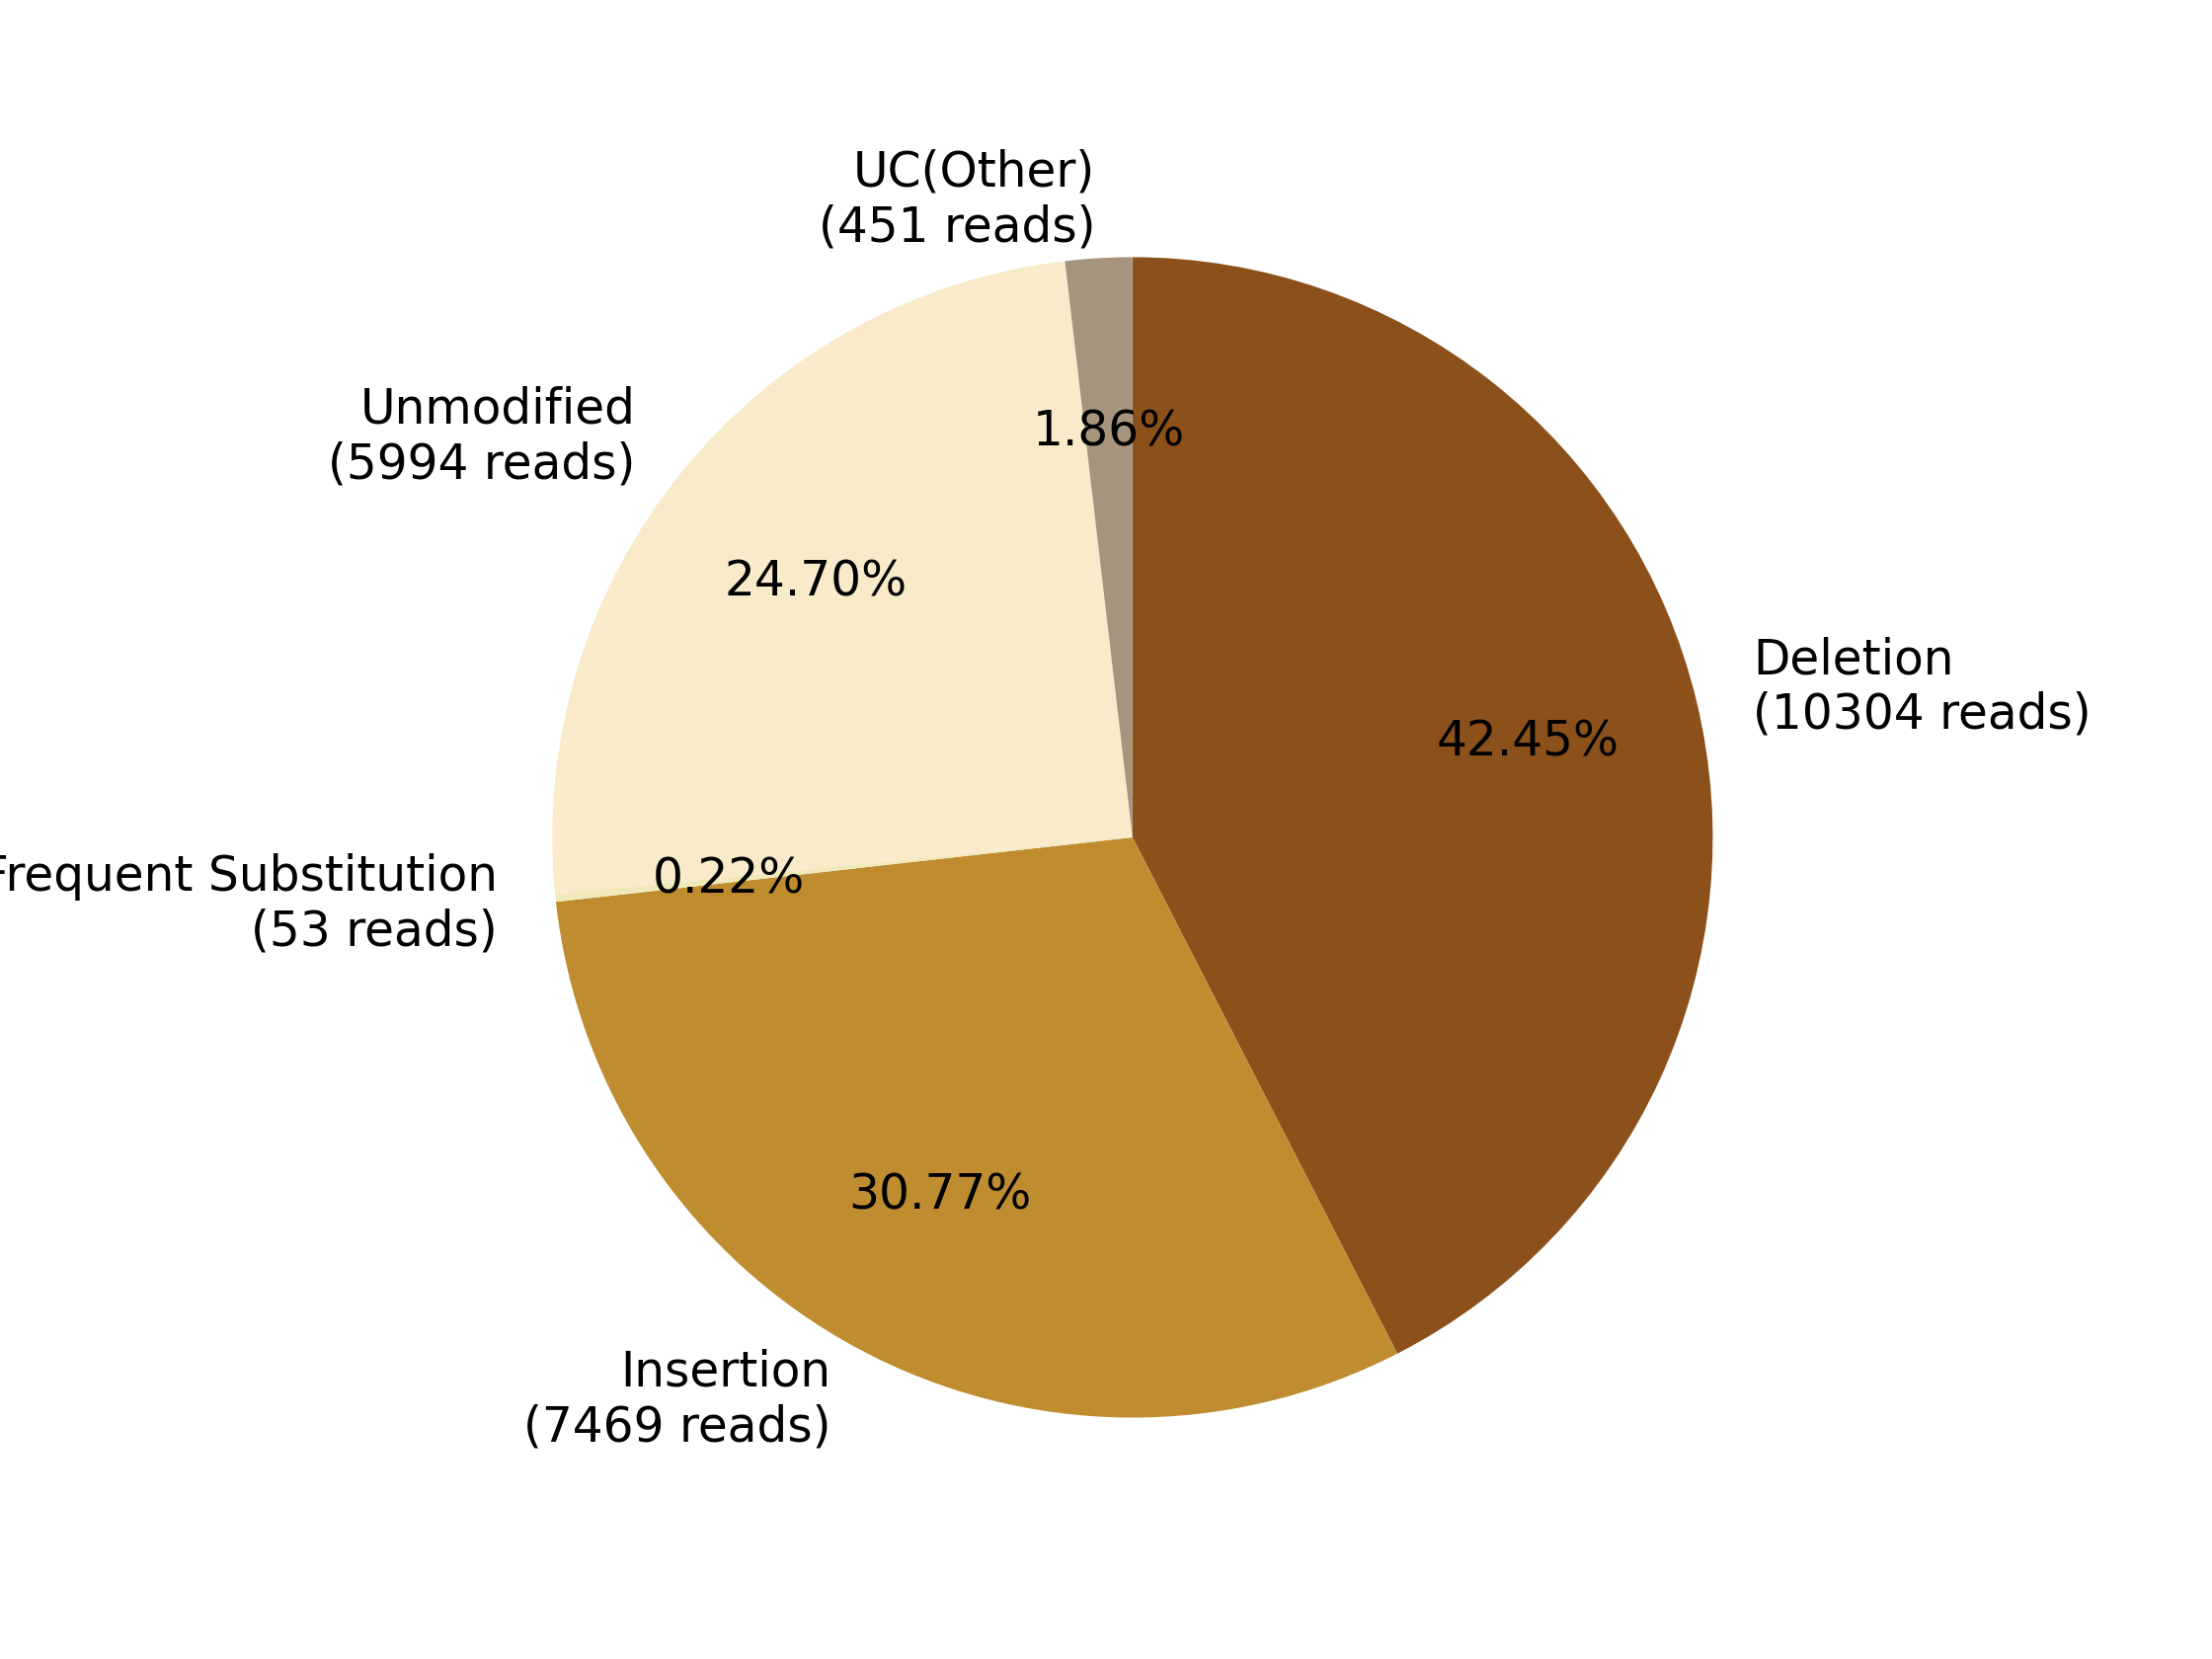 UC(Other)
(451 reads)
1.86%
Unmodified
(5994 reads)
24.70%
Deletion
(10304 reads)
42.45%
Frequent Substitution
(53 reads)
0.22%
30.77%
Insertion
(7469 reads)